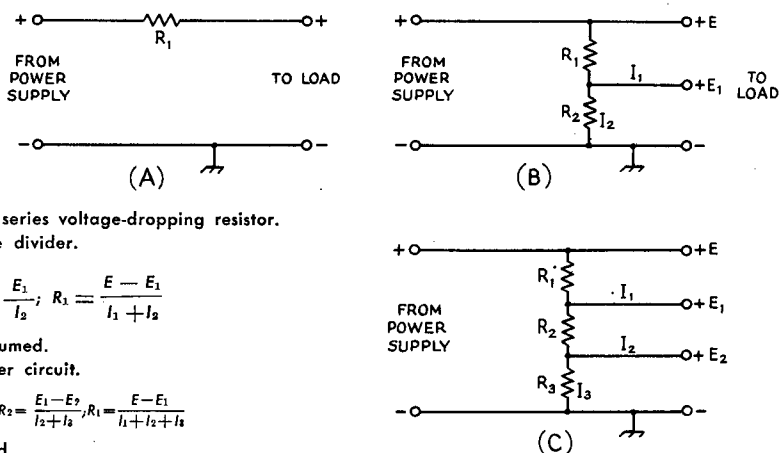 + +
R₁
FROM
POWER
SUPPLY
TO LOAD
− −
(A)
+ +E
R₁
FROM
POWER
SUPPLY
I₁
+E₁
TO
LOAD
R₂ I₂
− −
(B)
series voltage-dropping resistor.
divider.
E₁/I₂; R₁ = (E − E₁)/(I₁ + I₂)
umed.
er circuit.
R₂ = (E₁−E?)/(I₂+I₃), R₁ = (E−E₁)/(I₁+I₂+I₃)
+ +E
R₁
I₁
+E₁
FROM
POWER
SUPPLY
R₂
I₂
+E₂
R₃ I₃
− −
(C)